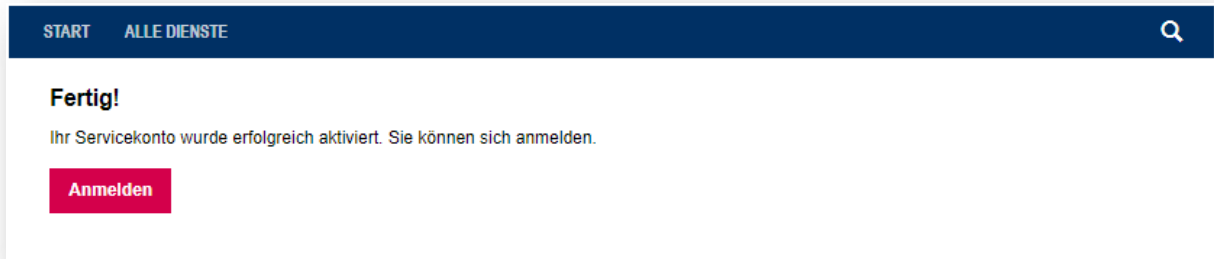 START ALLE DIENSTE
Fertig!
Ihr Servicekonto wurde erfolgreich aktiviert. Sie können sich anmelden.
Anmelden